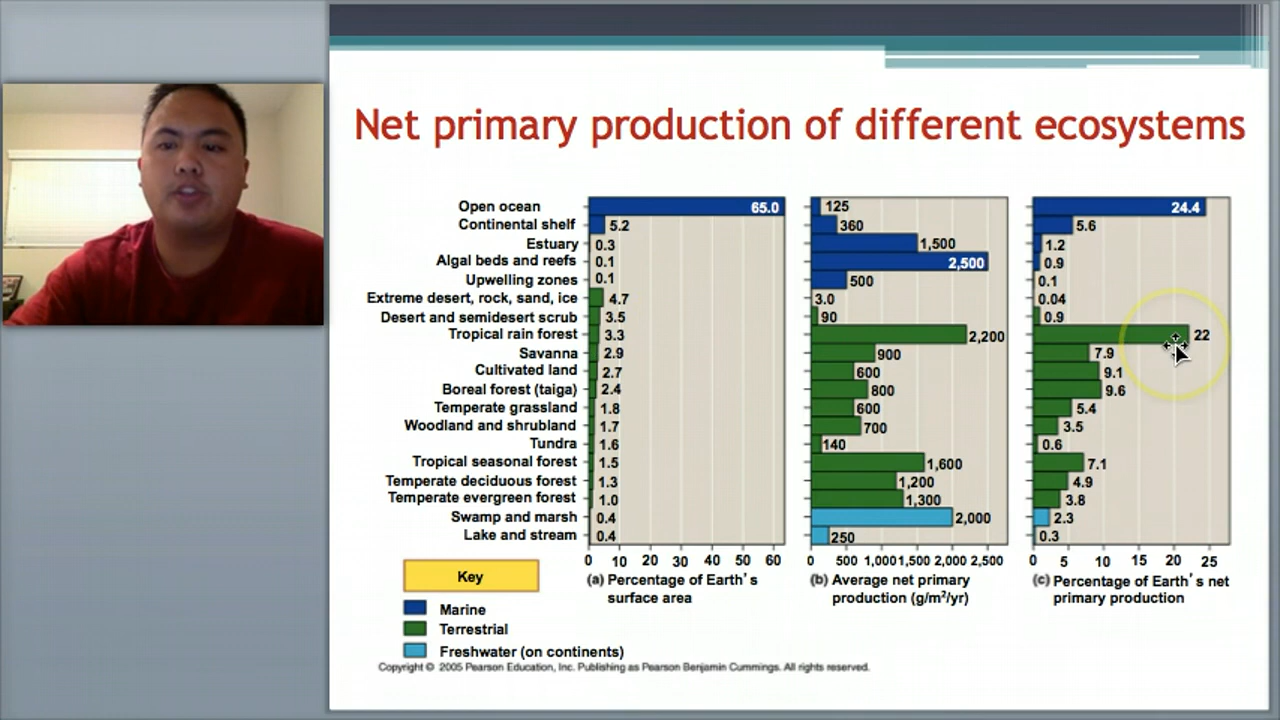 Net primary production of different ecosystems
Open ocean 65.0 125 24.4
Continental shelf 5.2 360 5.6
Estuary 0.3 1,500 1.2
Algal beds and reefs 0.1 2,500 0.9
Upwelling zones 0.1 500 0.1
Extreme desert, rock, sand, ice 4.7 3.0 0.04
Desert and semidesert scrub 3.5 90 0.9
Tropical rain forest 3.3 2,200 22
Savanna 2.9 900 7.9
Cultivated land 2.7 600 9.1
Boreal forest (taiga) 2.4 800 9.6
Temperate grassland 1.8 600 5.4
Woodland and shrubland 1.7 700 3.5
Tundra 1.6 140 0.6
Tropical seasonal forest 1.5 1,600 7.1
Temperate deciduous forest 1.3 1,200 4.9
Temperate evergreen forest 1.0 1,300 3.8
Swamp and marsh 0.4 2,000 2.3
Lake and stream 0.4 250 0.3
0 10 20 30 40 50 60 0 500 1,000 1,500 2,000 2,500 0 5 10 15 20 25
(a) Percentage of Earth's
surface area
(b) Average net primary
production (g/m²/yr)
(c) Percentage of Earth's net
primary production
Key
Marine
Terrestrial
Freshwater (on continents)
Copyright © 2005 Pearson Education, Inc. Publishing as Pearson Benjamin Cummings. All rights reserved.